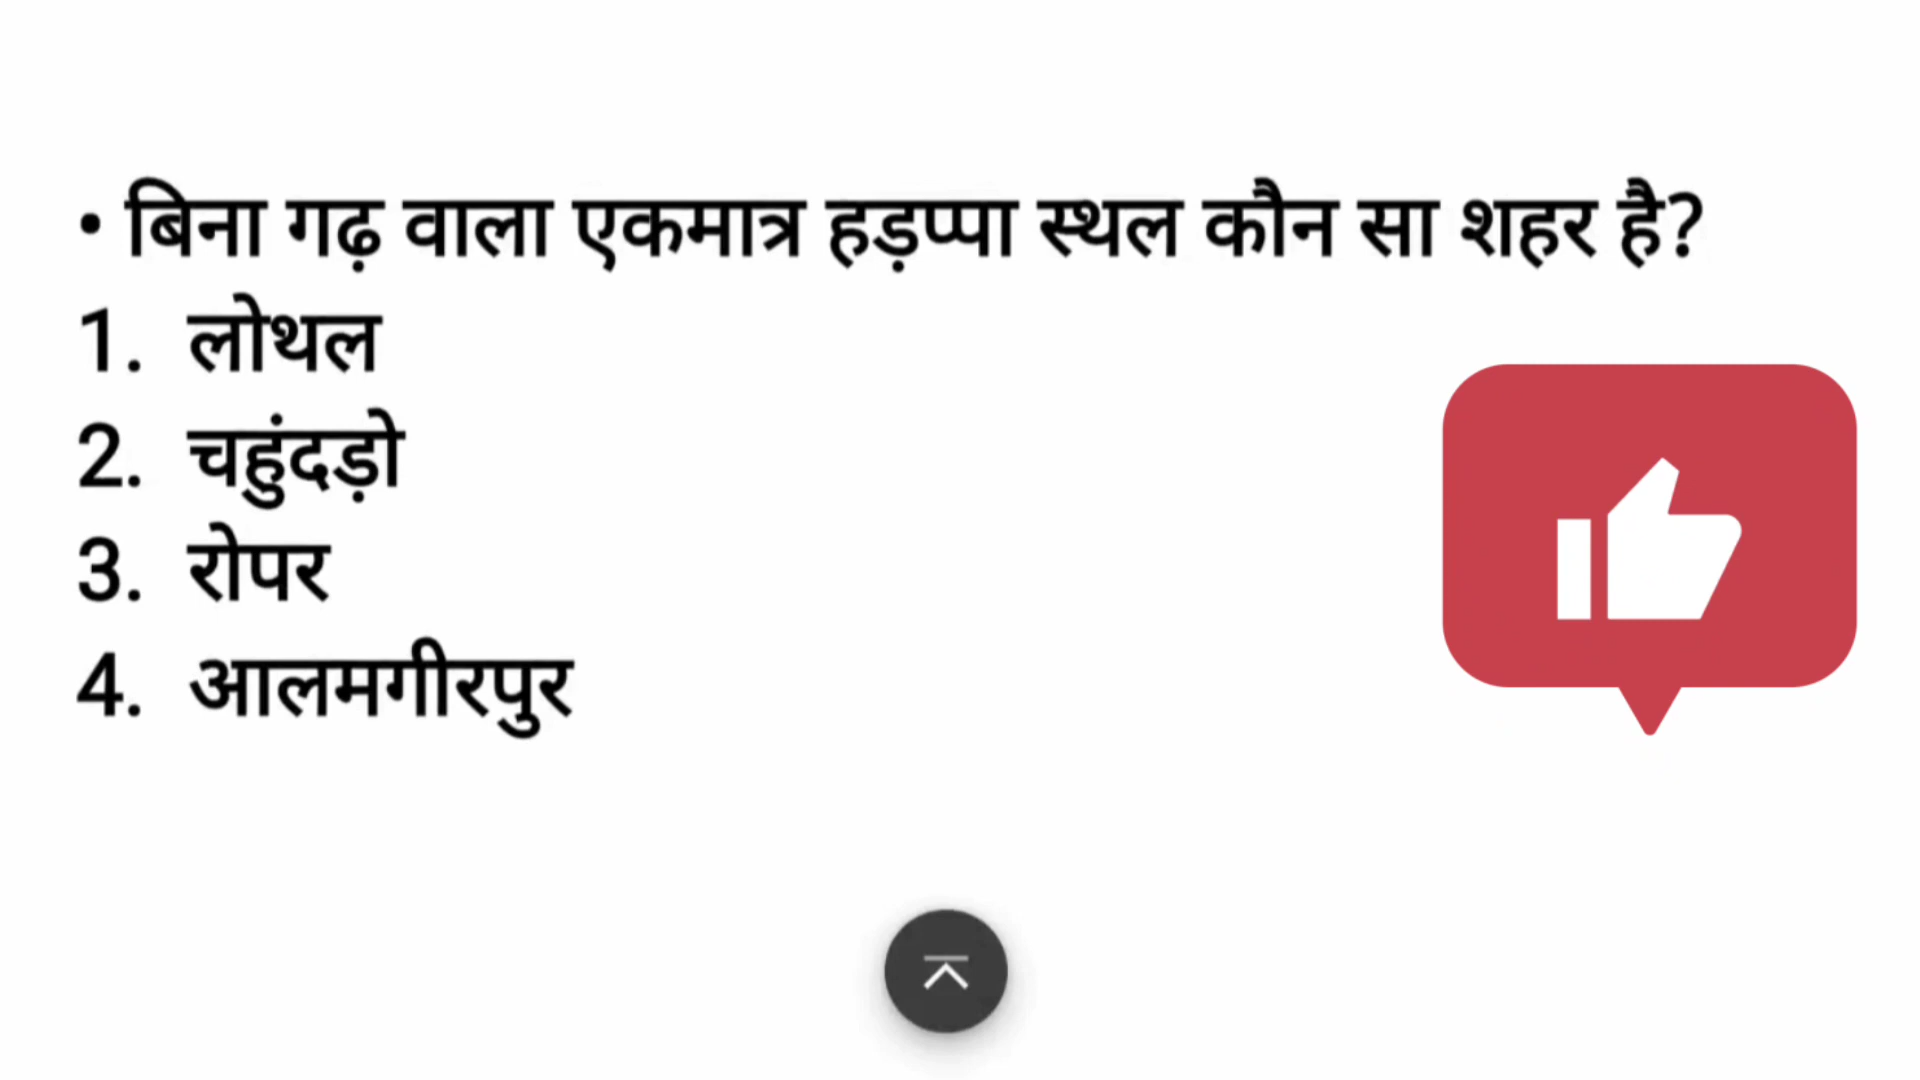 • बिना गढ़ वाला एकमात्र हड़प्पा स्थल कौन सा शहर है?
1. लोथल
2. चहुंदड़ो
3. रोपर
4. आलमगीरपुर